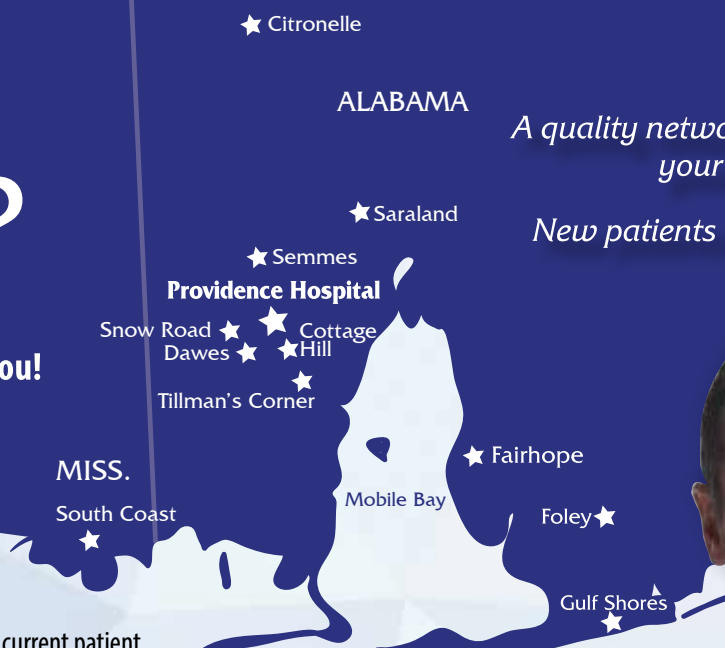 Citronelle
ALABAMA
A quality netwo
your
New patients
Saraland
Semmes
Providence Hospital
Snow Road
Cottage
Hill
Dawes
Tillman's Corner
ou!
Fairhope
MISS.
Mobile Bay
South Coast
Foley
Gulf Shores
current patient